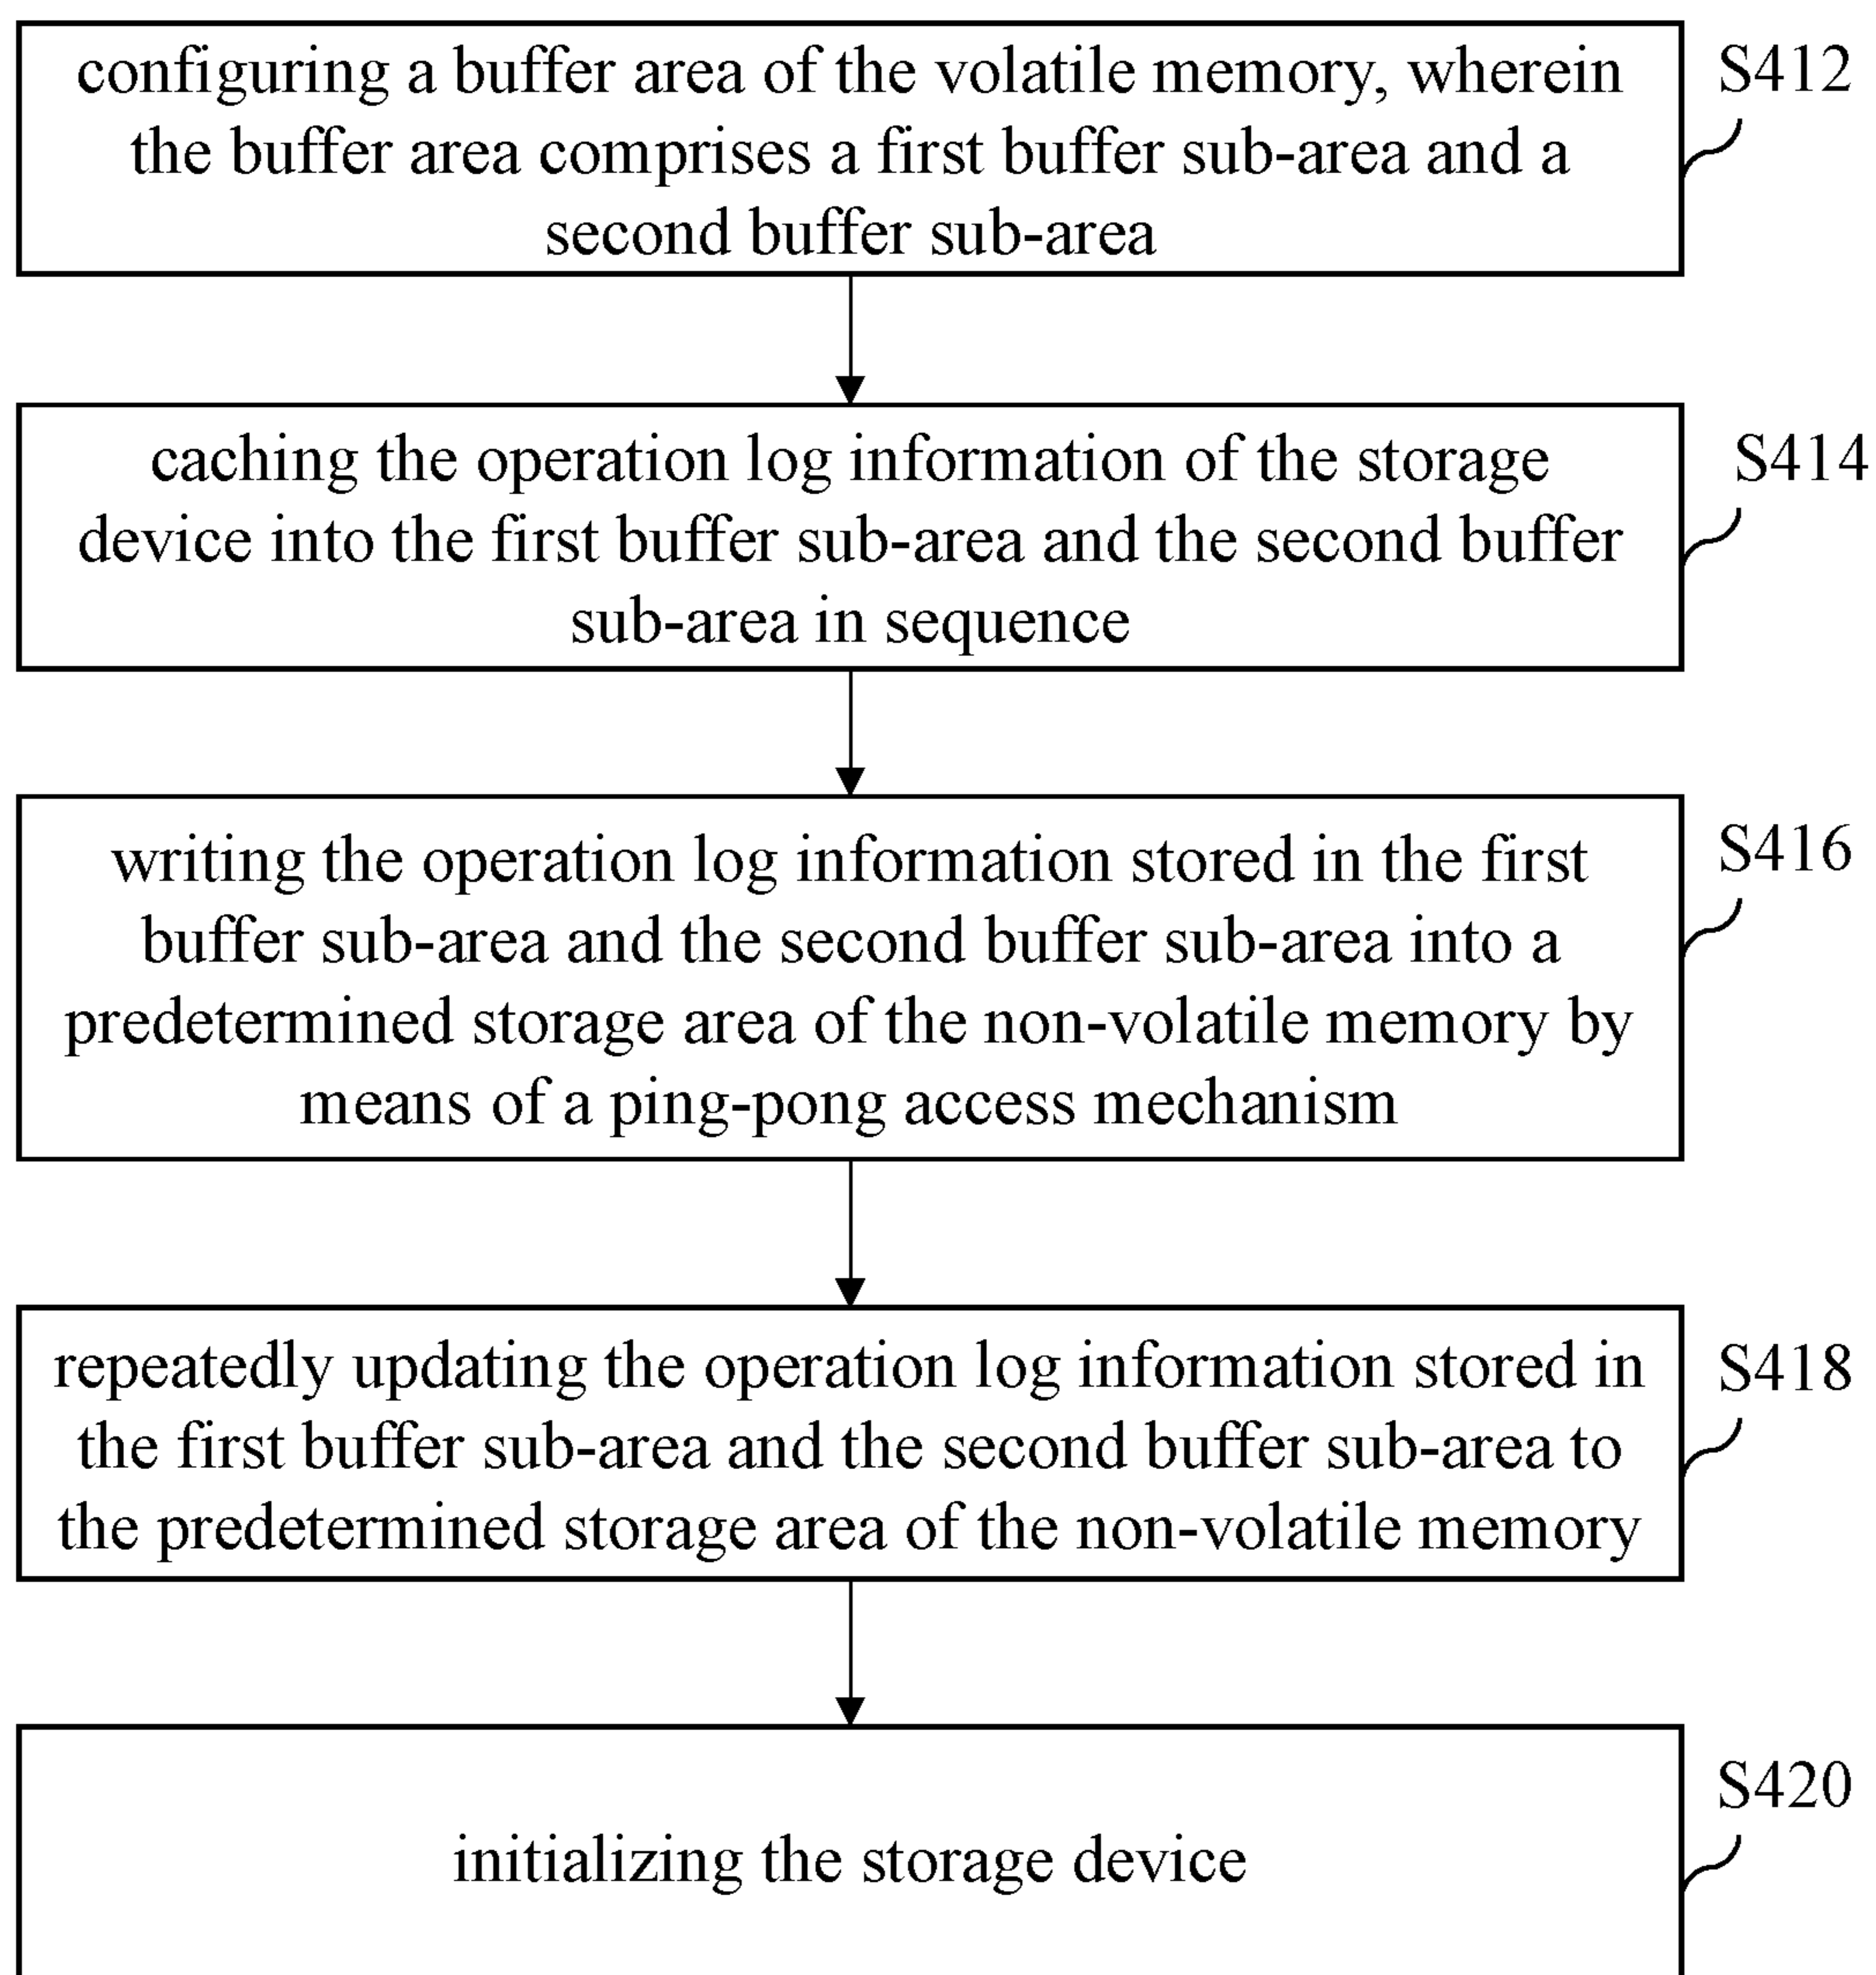 configuring a buffer area of the volatile memory, wherein
the buffer area comprises a first buffer sub-area and a
second buffer sub-area
S412
caching the operation log information of the storage
device into the first buffer sub-area and the second buffer
sub-area in sequence
S414
writing the operation log information stored in the first
buffer sub-area and the second buffer sub-area into a
predetermined storage area of the non-volatile memory by
means of a ping-pong access mechanism
S416
repeatedly updating the operation log information stored in
the first buffer sub-area and the second buffer sub-area to
the predetermined storage area of the non-volatile memory
S418
initializing the storage device
S420